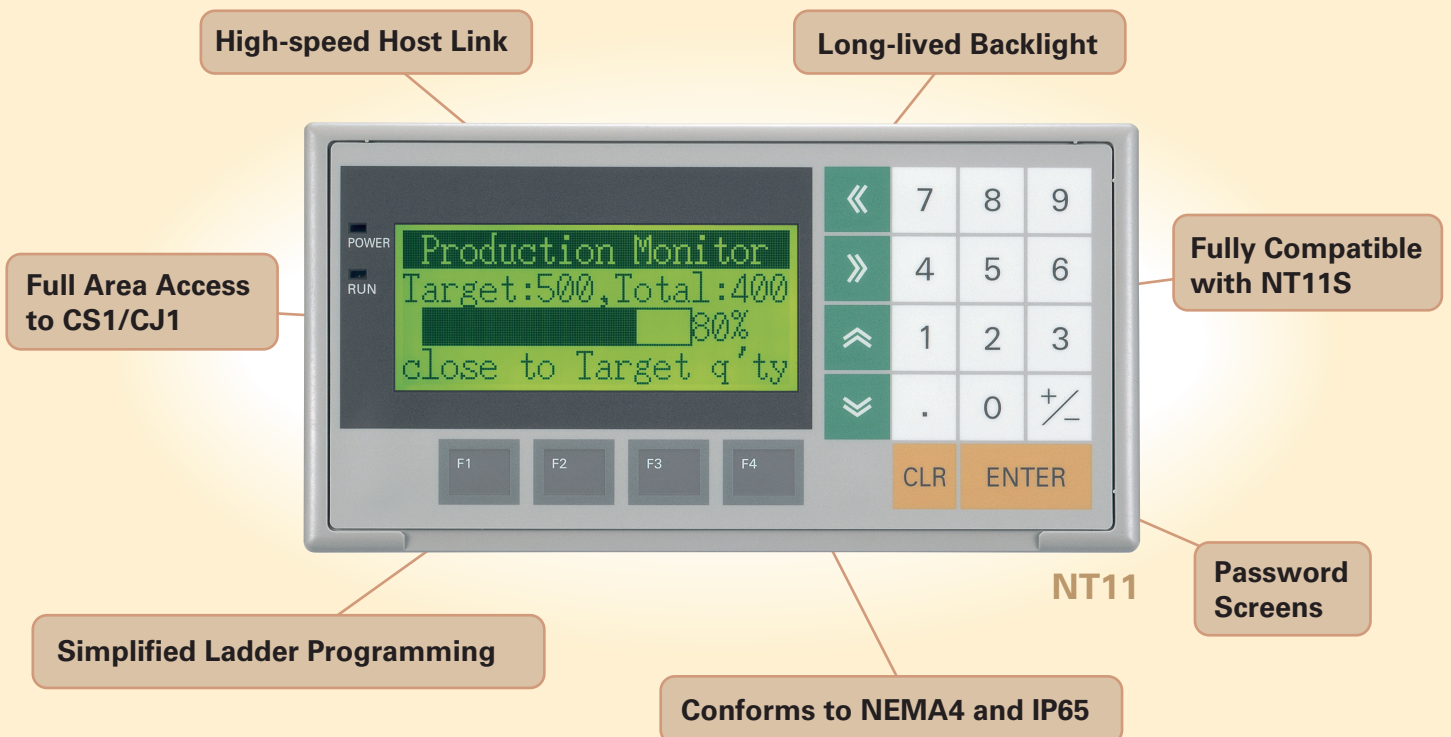 High-speed Host Link
Long-lived Backlight
Full Area Access
to CS1/CJ1
Fully Compatible
with NT11S
POWER
RUN
Production Monitor
Target:500,Total:400
80%
close to Target q'ty
« 7 8 9
» 4 5 6
1 2 3
. 0 +/−
F1 F2 F3 F4
CLR ENTER
NT11
Password
Screens
Simplified Ladder Programming
Conforms to NEMA4 and IP65